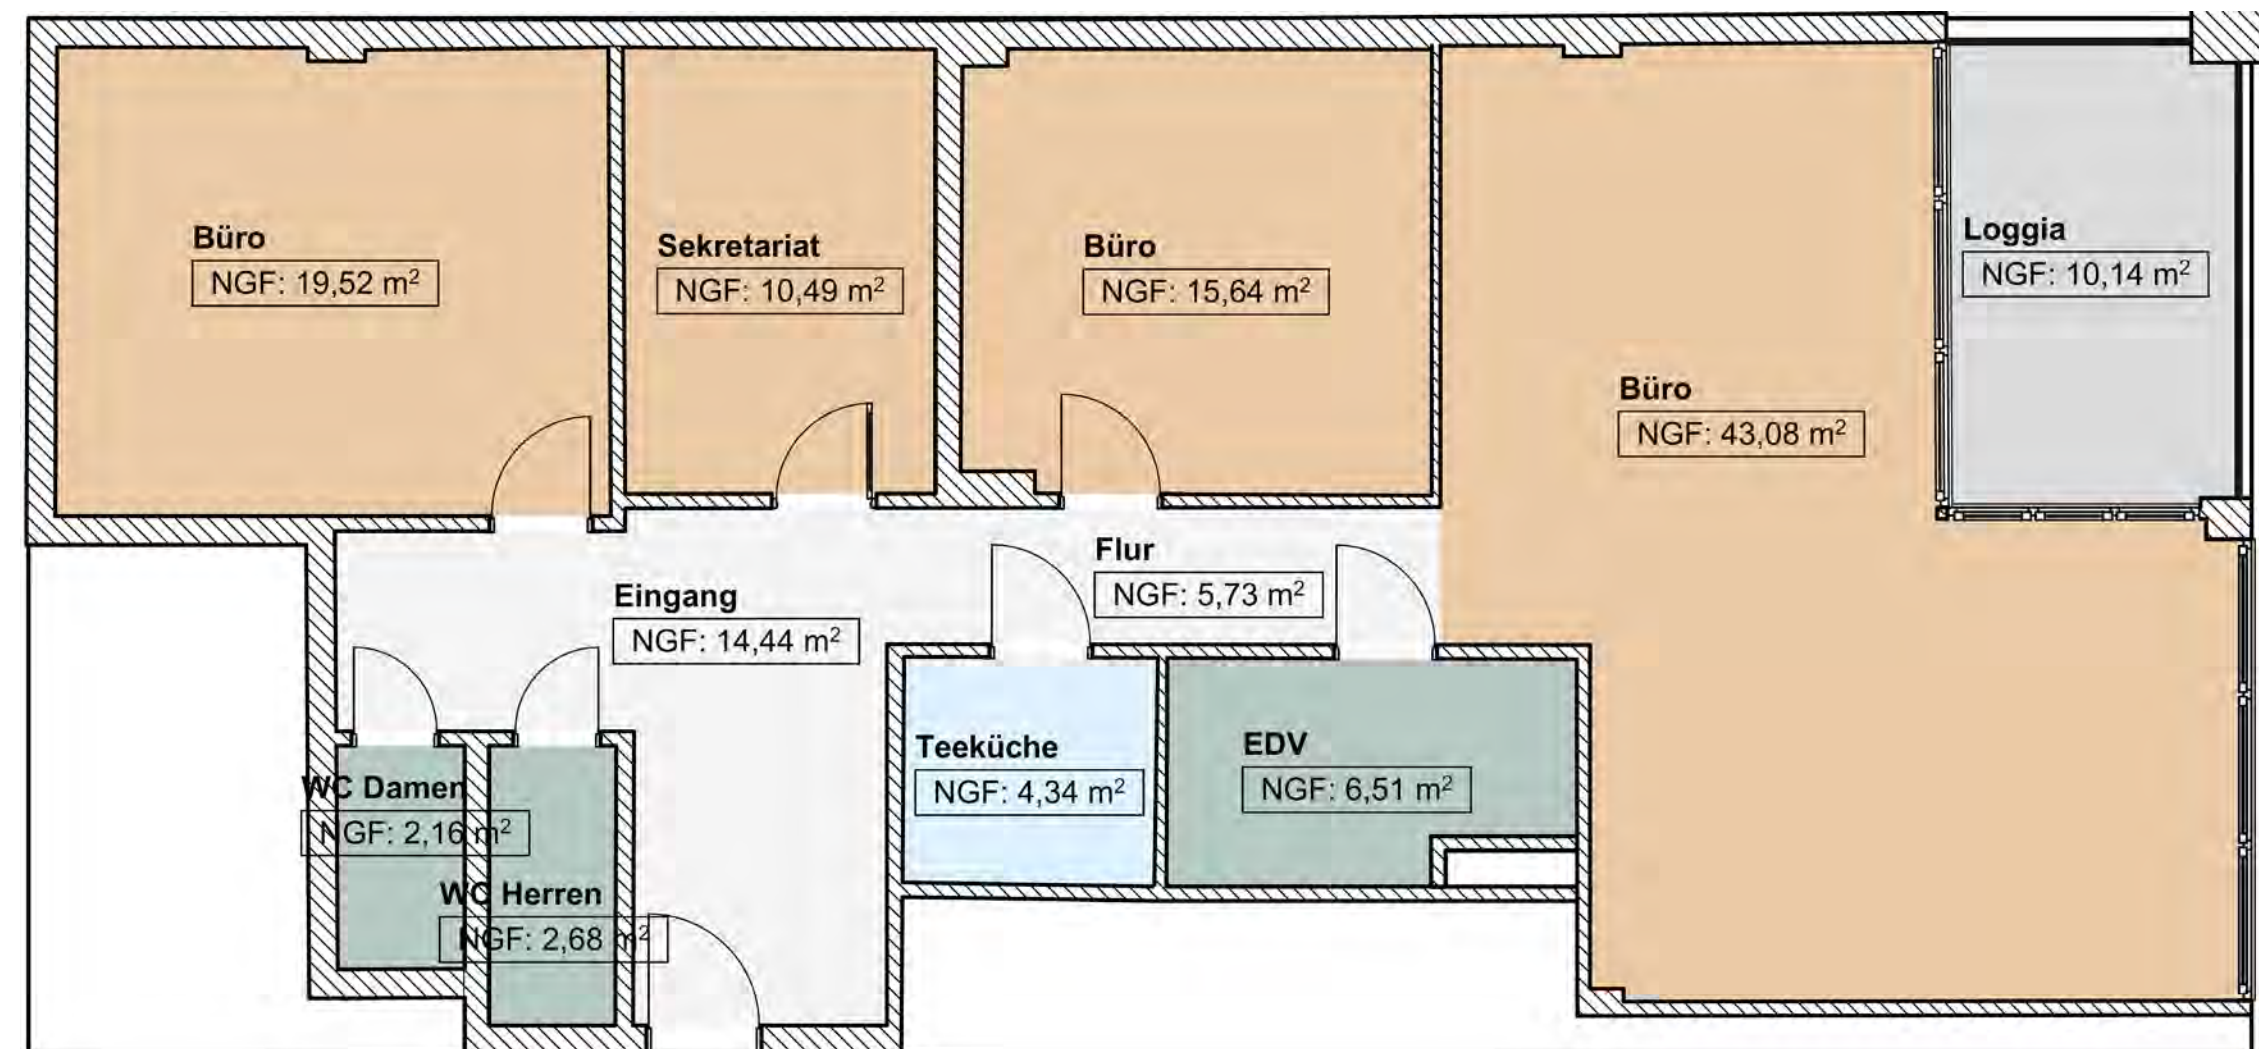 Büro
NGF: 19,52 m²
Sekretariat
NGF: 10,49 m²
Büro
NGF: 15,64 m²
Loggia
NGF: 10,14 m²
Büro
NGF: 43,08 m²
Flur
NGF: 5,73 m²
Eingang
NGF: 14,44 m²
Teeküche
NGF: 4,34 m²
EDV
NGF: 6,51 m²
WC Damen
NGF: 2,16 m²
WC Herren
NGF: 2,68 m²